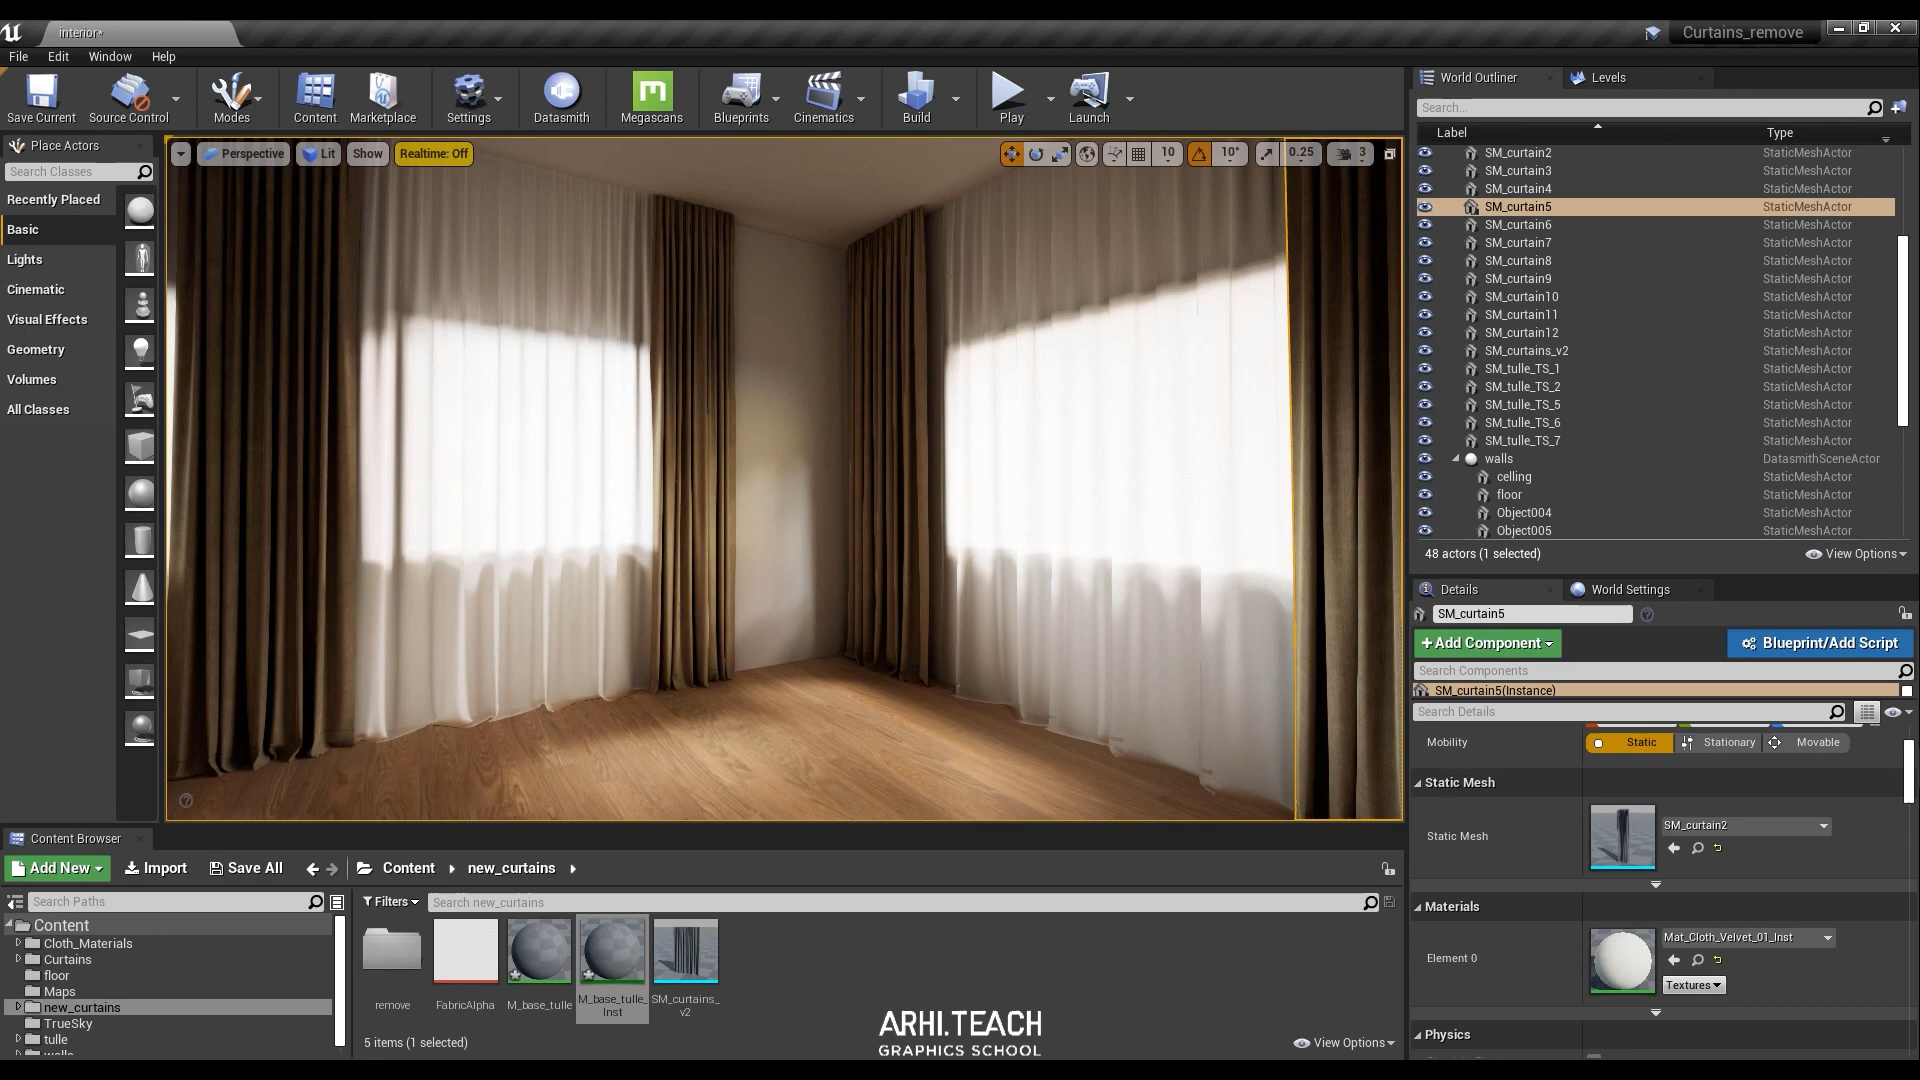 interior*
Curtains_remove
File Edit Window Help
Save Current
Source Control
Modes
Content
Marketplace
Settings
Datasmith
Megascans
Blueprints
Cinematics
Build
Play
Launch
Place Actors
Search Classes
Recently Placed
Basic
Lights
Cinematic
Visual Effects
Geometry
Volumes
All Classes
Perspective
Lit
Show
Realtime: Off
10
10°
0.25
3
World Outliner
Levels
Search...
Label Type
SM_curtain2 StaticMeshActor
SM_curtain3 StaticMeshActor
SM_curtain4 StaticMeshActor
SM_curtain5 StaticMeshActor
SM_curtain6 StaticMeshActor
SM_curtain7 StaticMeshActor
SM_curtain8 StaticMeshActor
SM_curtain9 StaticMeshActor
SM_curtain10 StaticMeshActor
SM_curtain11 StaticMeshActor
SM_curtain12 StaticMeshActor
SM_curtains_v2 StaticMeshActor
SM_tulle_TS_1 StaticMeshActor
SM_tulle_TS_2 StaticMeshActor
SM_tulle_TS_5 StaticMeshActor
SM_tulle_TS_6 StaticMeshActor
SM_tulle_TS_7 StaticMeshActor
walls DatasmithSceneActor
celling StaticMeshActor
floor StaticMeshActor
Object004 StaticMeshActor
Object005 StaticMeshActor
48 actors (1 selected)
View Options
Details
World Settings
SM_curtain5
+Add Component
Blueprint/Add Script
Search Components
SM_curtain5(Instance)
Search Details
Mobility
Static
Stationary
Movable
Static Mesh
Static Mesh
SM_curtain2
Materials
Element 0
Mat_Cloth_Velvet_01_Inst
Textures
Physics
Content Browser
Add New
Import
Save All
Content
new_curtains
Search Paths
Filters
Search new_curtains
Content
Cloth_Materials
Curtains
floor
Maps
new_curtains
TrueSky
tulle
walls
remove
FabricAlpha
M_base_tulle
M_base_tulle_
Inst
SM_curtains_
v2
5 items (1 selected)
View Options
ARHI.TEACH
GRAPHICS SCHOOL